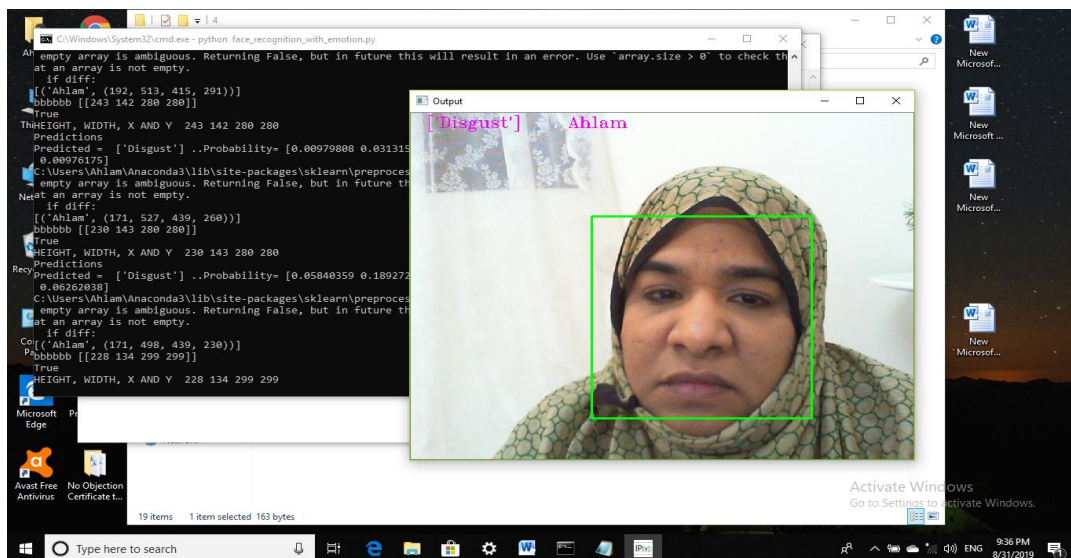 4
C:\Windows\System32\cmd.exe - python face_recognition_with_emotion.py
empty array is ambiguous. Returning False, but in future this will result in an error. Use `array.size > 0` to check th
at an array is not empty.
if diff:
[('Ahlam', (192, 513, 415, 291))]
bbbbbb [[243 142 280 280]]
True
HEIGHT, WIDTH, X AND Y  243 142 280 280
Predictions
Predicted =  ['Disgust'] ..Probability= [0.00979808 0.031315
0.00976175]
C:\Users\Ahlam\Anaconda3\lib\site-packages\sklearn\preproces
empty array is ambiguous. Returning False, but in future th
at an array is not empty.
if diff:
[('Ahlam', (171, 527, 439, 260))]
bbbbbb [[230 143 280 280]]
True
HEIGHT, WIDTH, X AND Y  230 143 280 280
Predictions
Predicted =  ['Disgust'] ..Probability= [0.05840359 0.189272
0.06262038]
C:\Users\Ahlam\Anaconda3\lib\site-packages\sklearn\preproces
empty array is ambiguous. Returning False, but in future th
at an array is not empty.
if diff:
[('Ahlam', (171, 498, 439, 230))]
bbbbbb [[228 134 299 299]]
True
HEIGHT, WIDTH, X AND Y  228 134 299 299
Output
['Disgust']  Ahlam
New
Microsof...
New
Microsoft ...
New
Microsof...
New
Microsof...
Microsoft
Edge
Avast Free
Antivirus
No Objection
Certificate t...
19 items  1 item selected  163 bytes
Activate Windows
Go to Settings to activate Windows.
Type here to search
ENG
9:36 PM
8/31/2019